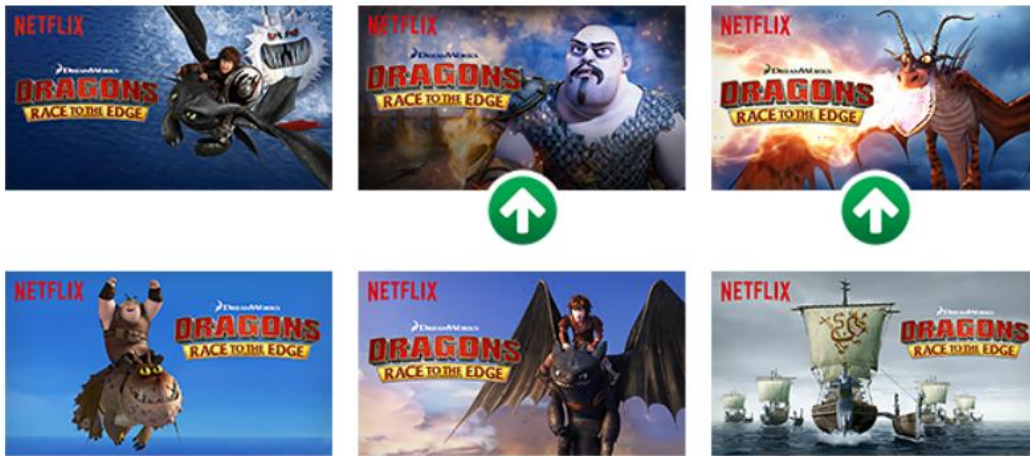 NETFLIX
DREAMWORKS
DRAGONS
RACE TO THE EDGE
NETFLIX
DREAMWORKS
DRAGONS
RACE TO THE EDGE
NETFLIX
DREAMWORKS
DRAGONS
RACE TO THE EDGE
NETFLIX
DREAMWORKS
DRAGONS
RACE TO THE EDGE
NETFLIX
DREAMWORKS
DRAGONS
RACE TO THE EDGE
NETFLIX
DREAMWORKS
DRAGONS
RACE TO THE EDGE